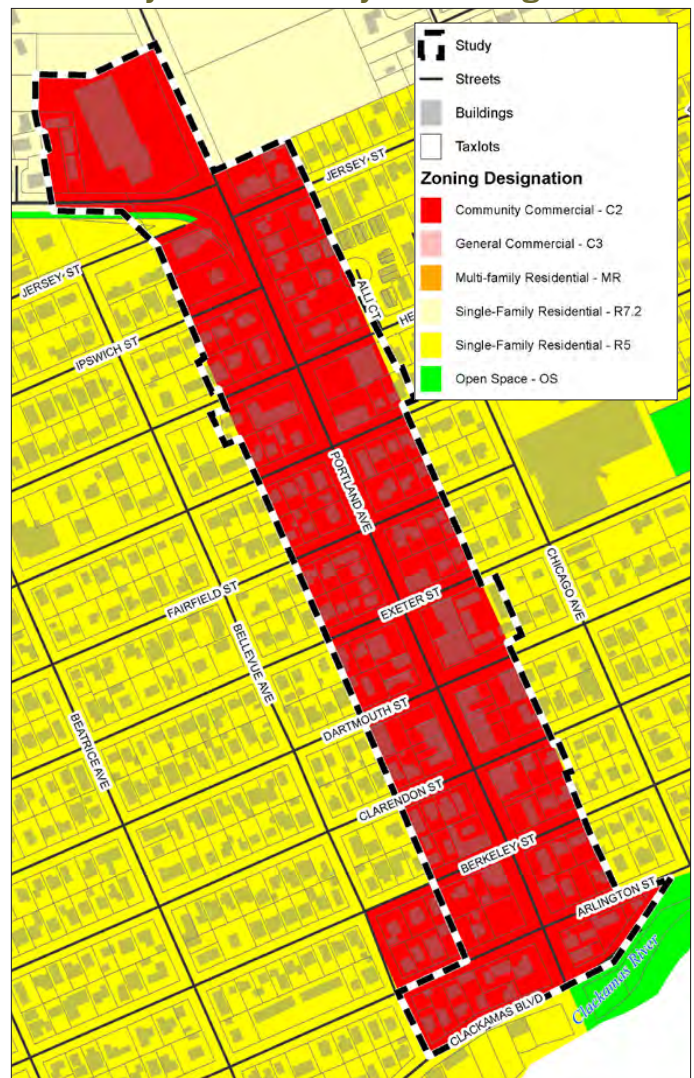 Study
Streets
Buildings
Taxlots
Zoning Designation
Community Commercial - C2
General Commercial - C3
Multi-family Residential - MR
Single-Family Residential - R7.2
Single-Family Residential - R5
Open Space - OS
JERSEY ST
JERSEY ST
ALLI CT
HE
IPSWICH ST
PORTLAND AVE
CHICAGO AVE
FAIRFIELD ST
EXETER ST
BELLEVUE AVE
DARTMOUTH ST
BEATRICE AVE
CLARENDON ST
BERKELEY ST
ARLINGTON ST
Clackamas River
CLACKAMAS BLVD